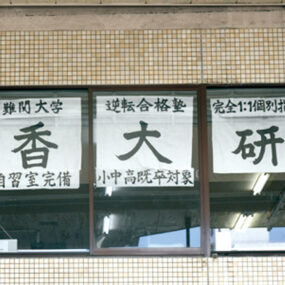 難関大学
香
自習室完備
逆転合格塾
大
小中高既卒対象
完全1:1個別指
研